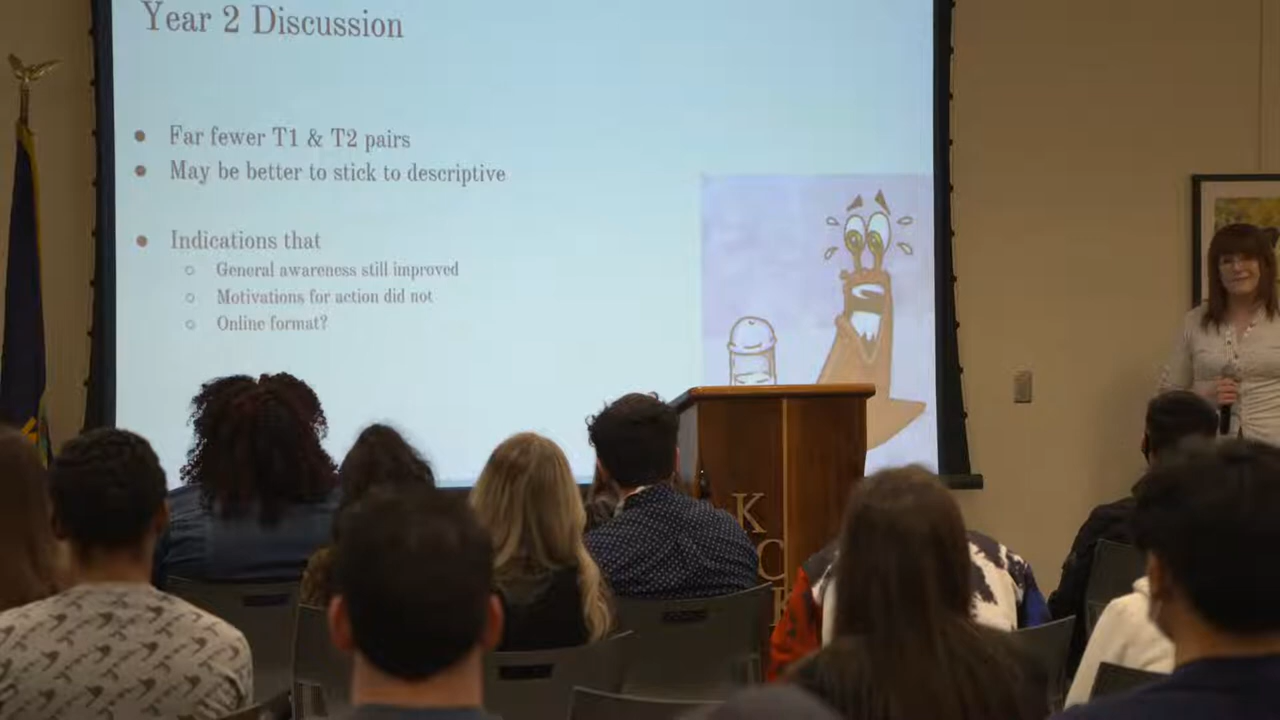 Year 2 Discussion
Far fewer T1 & T2 pairs
May be better to stick to descriptive
Indications that
General awareness still improved
Motivations for action did not
Online format?
K
C